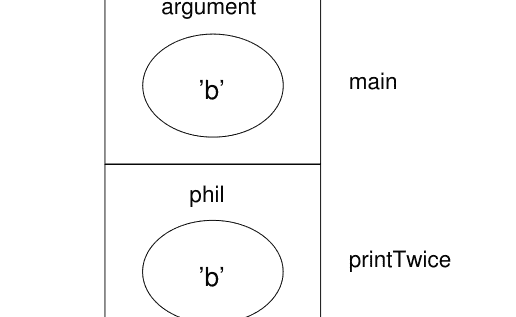 argument
’b’
main
phil
’b’
printTwice